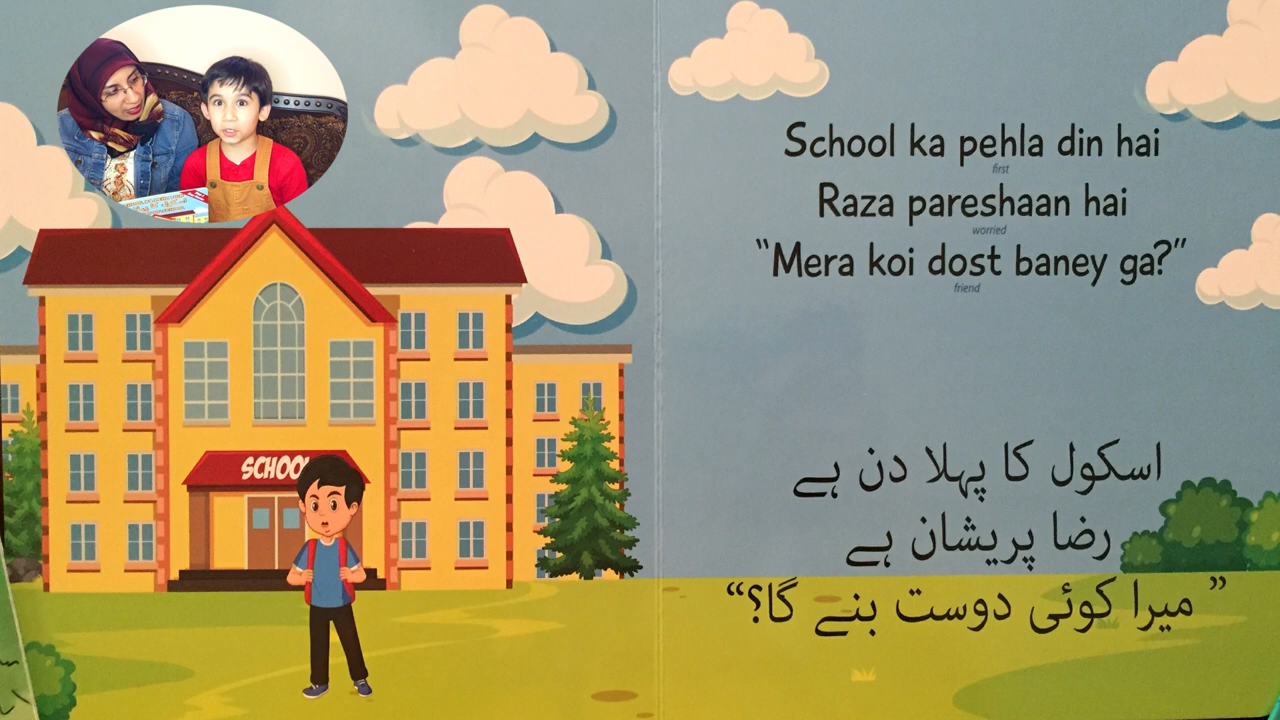 SCHOOL
School ka pehla din hai
first
Raza pareshaan hai
worried
"Mera koi dost baney ga?"
friend
اسکول کا پہلا دن ہے
رضا پریشان ہے
” میرا کوئی دوست بنے گا؟“